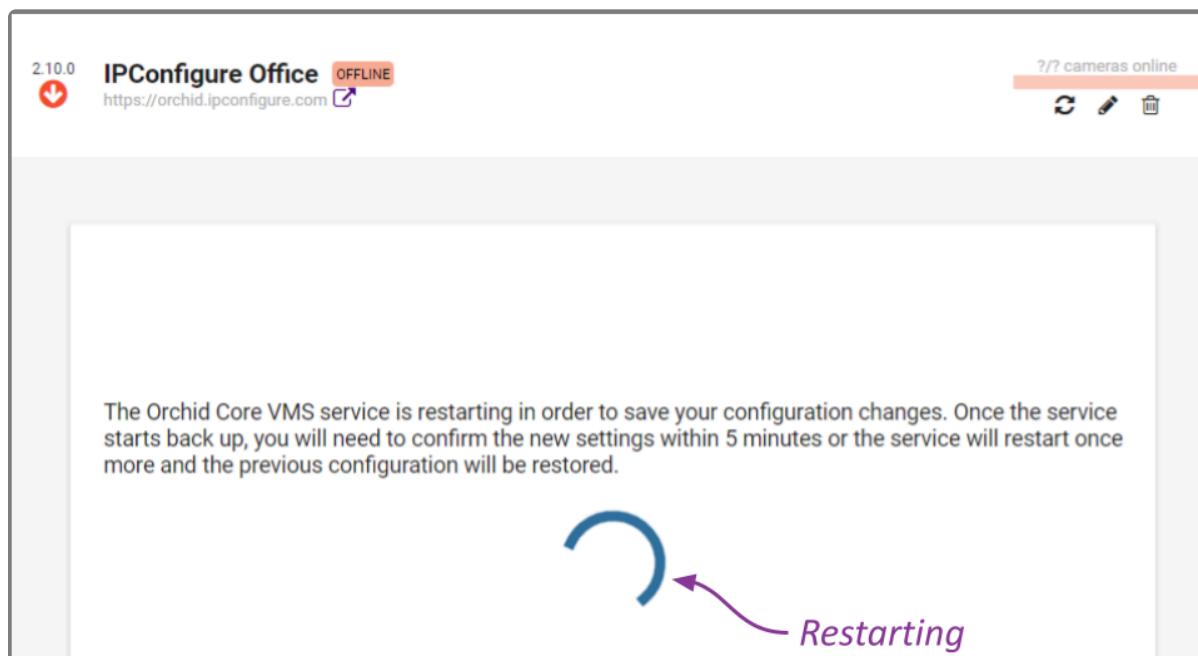 2.10.0
IPConfigure Office OFFLINE
https://orchid.ipconfigure.com
?/? cameras online
The Orchid Core VMS service is restarting in order to save your configuration changes. Once the service
starts back up, you will need to confirm the new settings within 5 minutes or the service will restart once
more and the previous configuration will be restored.
Restarting